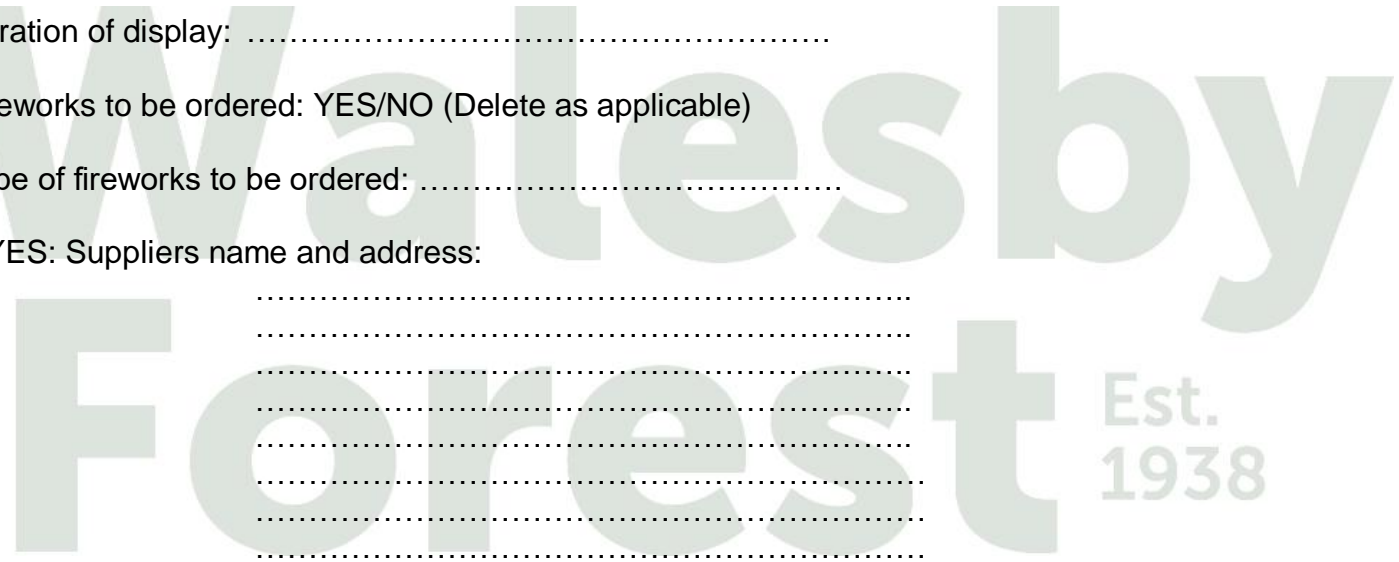 ration of display: ……………………………………………….
eworks to be ordered: YES/NO (Delete as applicable)
pe of fireworks to be ordered: ………………….………………….
YES: Suppliers name and address:
……………………………………………………..
……………………………………………………..
……………………………………………………..
……………………………………………………..
……………………………………………………..
………………………………………………………
………………………………………………………
………………………………………………………
Walesby
Forest
Est.
1938